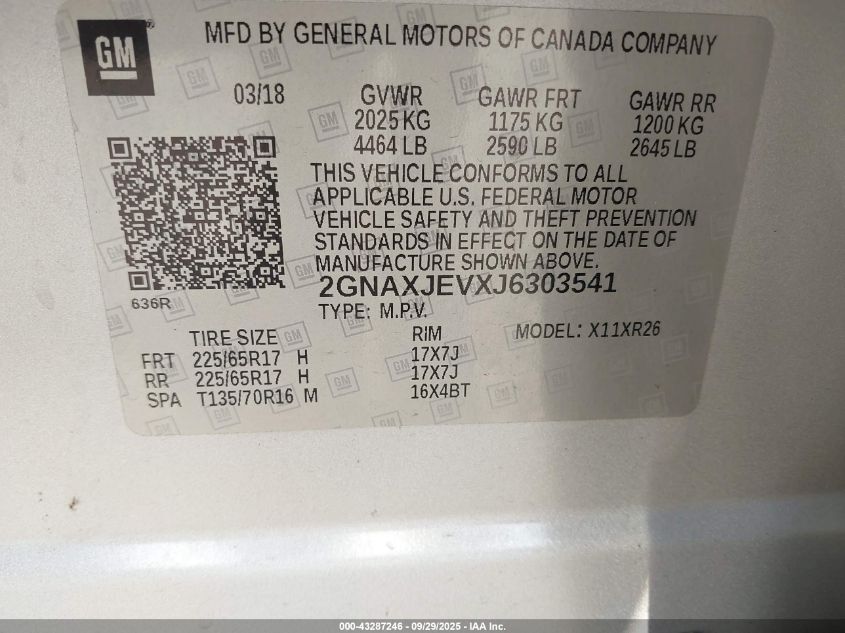 GM
MFD BY GENERAL MOTORS OF CANADA COMPANY
03/18 GVWR GAWR FRT GAWR RR
2025 KG 1175 KG 1200 KG
4464 LB 2590 LB 2645 LB
THIS VEHICLE CONFORMS TO ALL
APPLICABLE U.S. FEDERAL MOTOR
VEHICLE SAFETY AND THEFT PREVENTION
STANDARDS IN EFFECT ON THE DATE OF
MANUFACTURE SHOWN ABOVE.
2GNAXJEVXJ6303541
636R
TYPE: M.P.V.
TIRE SIZE RIM MODEL: X11XR26
FRT 225/65R17 H 17X7J
RR 225/65R17 H 17X7J
SPA T135/70R16 M 16X4BT
000-43287246 - 09/29/2025 - IAA Inc.